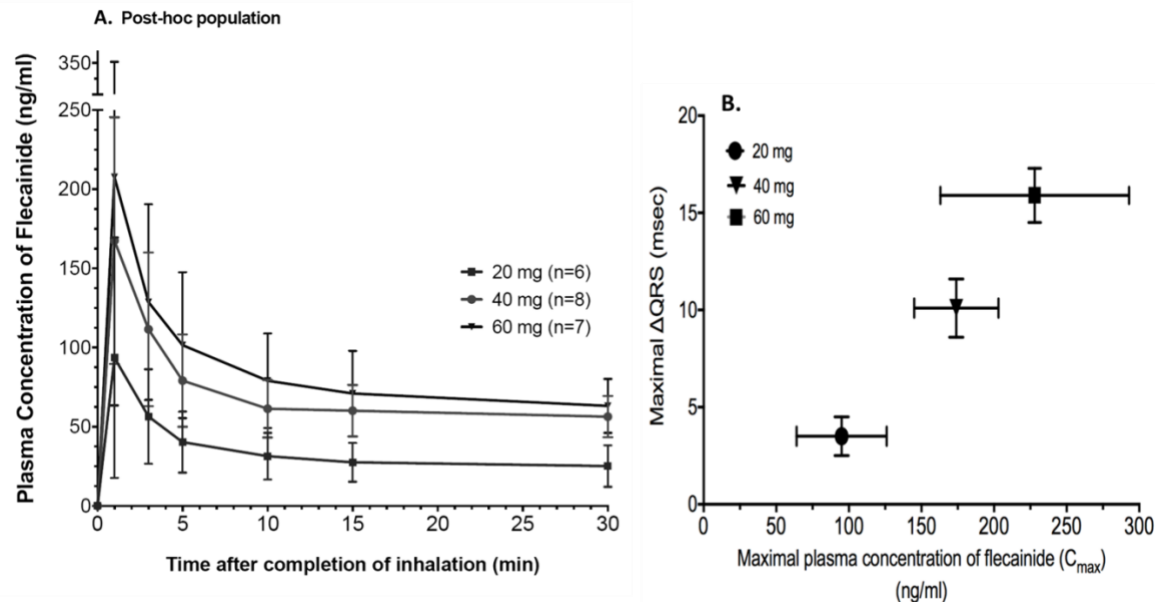 A. Post-hoc population
Plasma Concentration of Flecainide (ng/ml)
350
250
200
150
100
50
0
20 mg (n=6)
40 mg (n=8)
60 mg (n=7)
0 5 10 15 20 25 30
Time after completion of inhalation (min)
B.
Maximal ΔQRS (msec)
20
15
10
5
0
20 mg
40 mg
60 mg
0 50 100 150 200 250 300
Maximal plasma concentration of flecainide (Cmax)
(ng/ml)